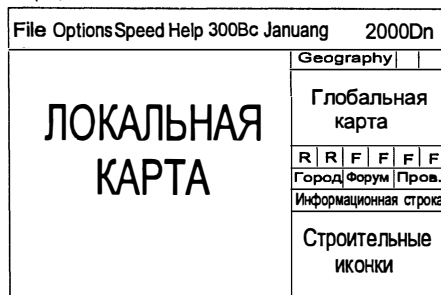 File Options Speed Help 300Bc Januang 2000Dn
Geography
ЛОКАЛЬНАЯ
КАРТА
Глобальная
карта
R R F F F F
Город Форум Пров.
Информационная строка
Строительные
иконки